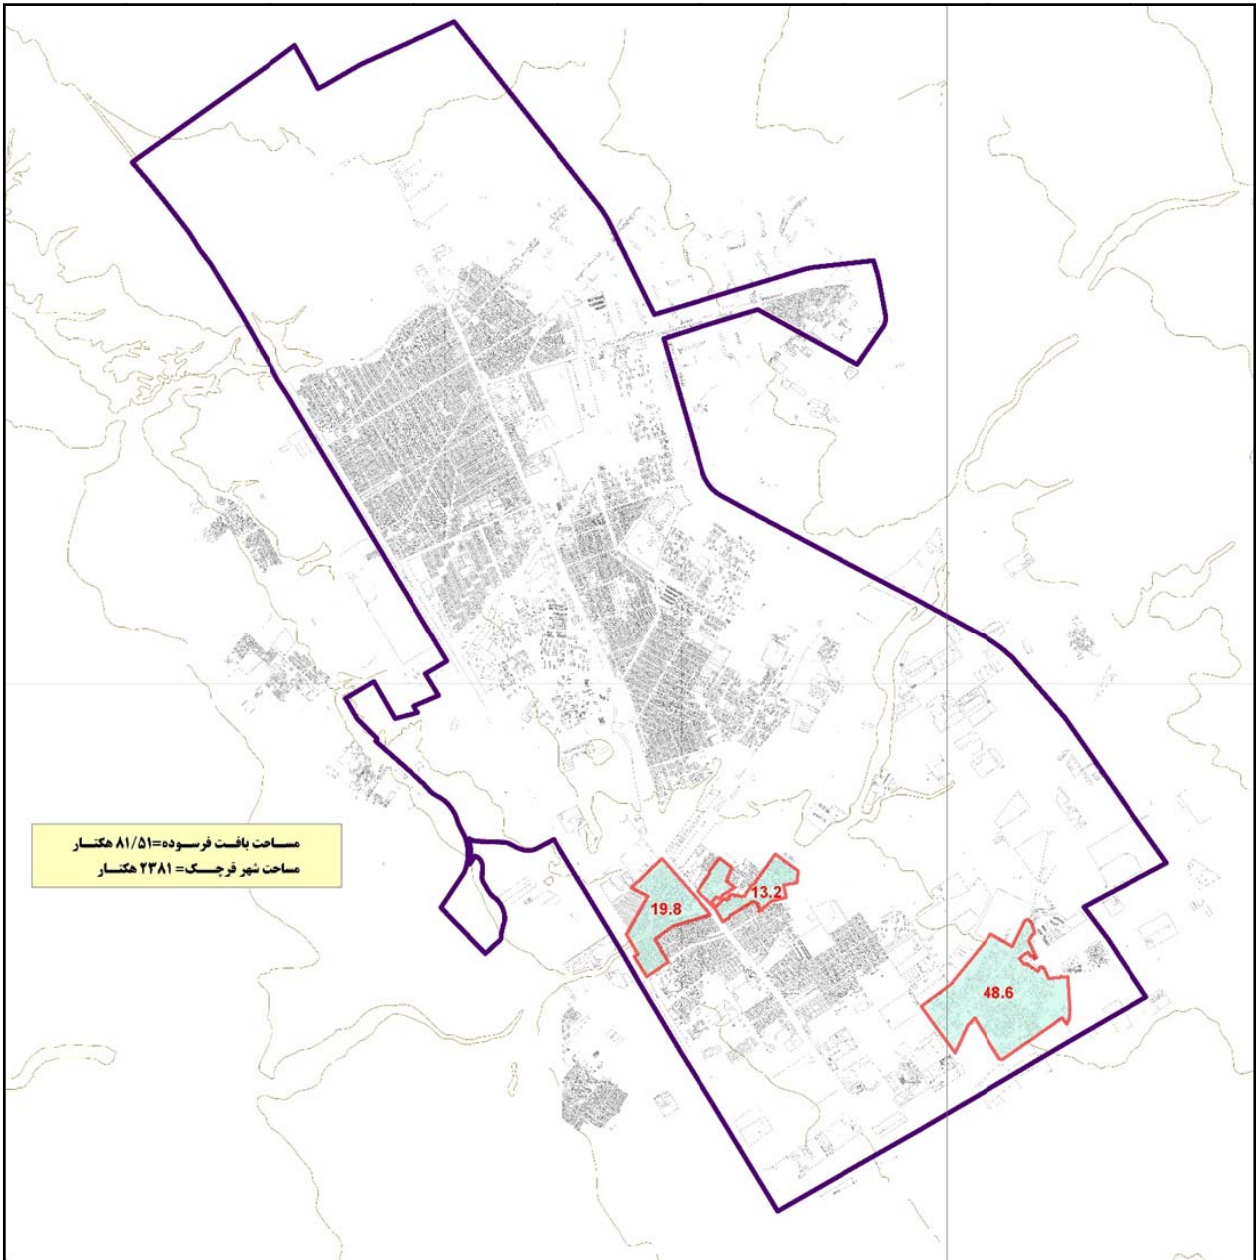 مساحت بافت فرسوده=۸۱/۵۱ هکتار
مساحت شهر قرچک= ۲۳۸۱ هکتار
19.8
13.2
48.6